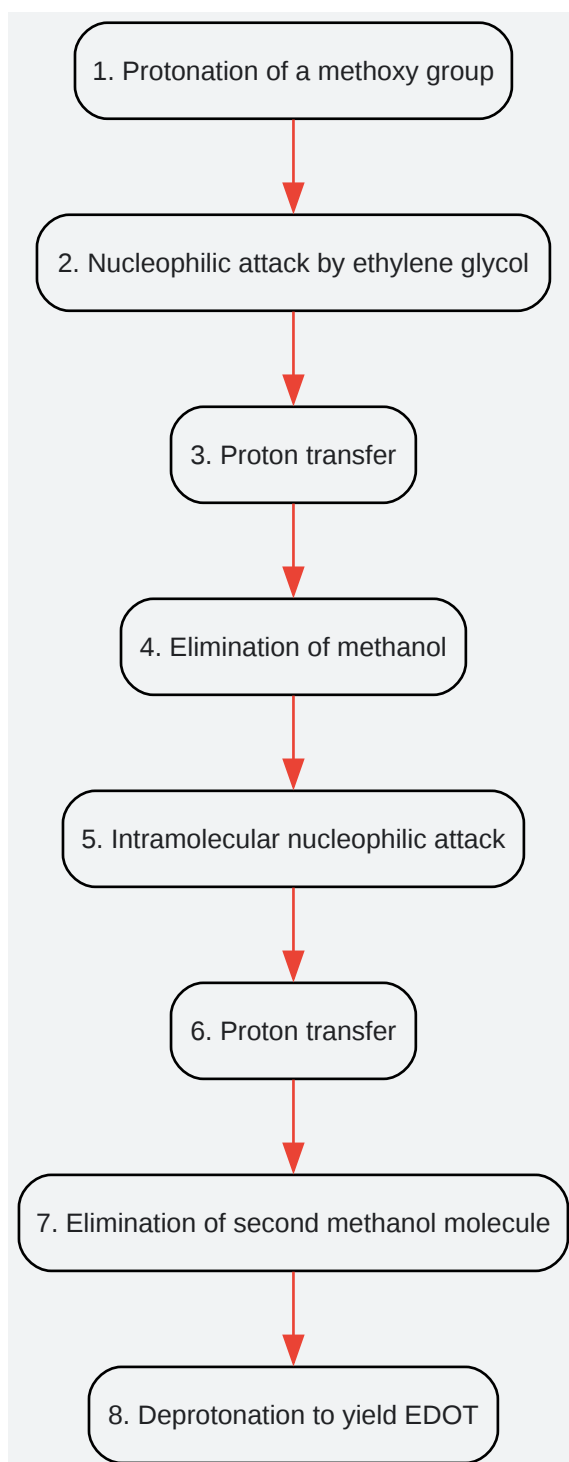 1. Protonation of a methoxy group
2. Nucleophilic attack by ethylene glycol
3. Proton transfer
4. Elimination of methanol
5. Intramolecular nucleophilic attack
6. Proton transfer
7. Elimination of second methanol molecule
8. Deprotonation to yield EDOT